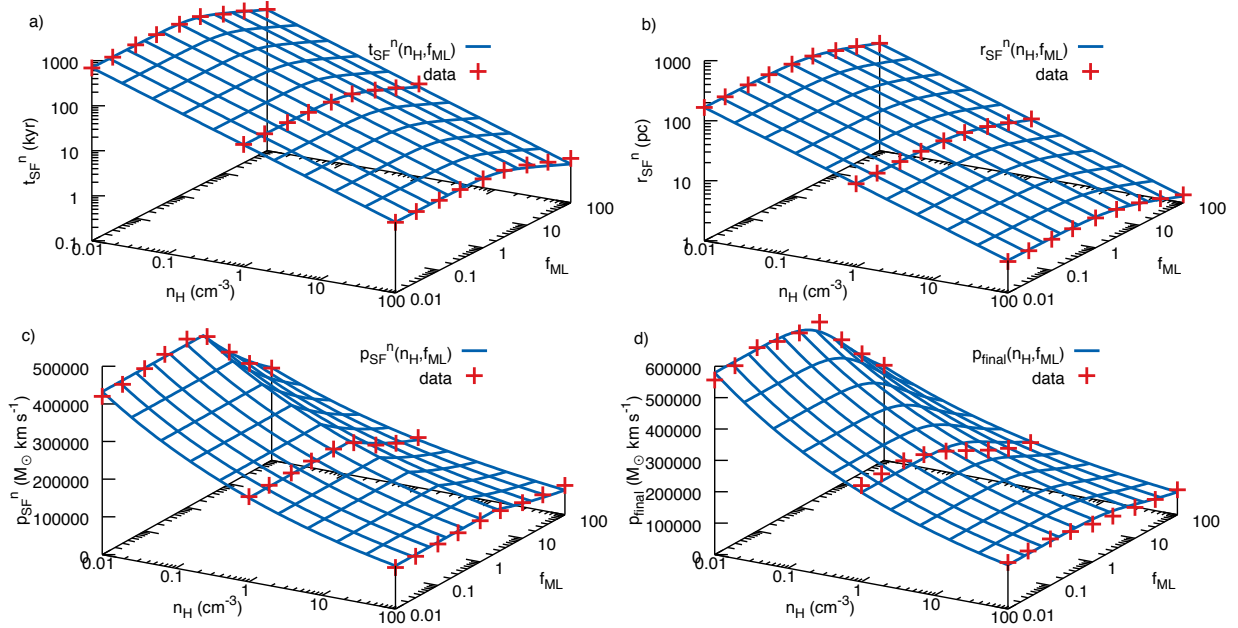 a)
t_SF^n(n_H,f_ML)
data
1000
100
10
1
0.1
t_SF^n (kyr)
0.01
0.1
1
10
100
n_H (cm^-3)
0.01
0.1
1
10
100
f_ML
b)
r_SF^n(n_H,f_ML)
data
1000
100
10
1
r_SF^n (pc)
0.01
0.1
1
10
100
n_H (cm^-3)
0.01
0.1
1
10
100
f_ML
c)
p_SF^n(n_H,f_ML)
data
500000
400000
300000
200000
100000
0
p_SF^n (M_⊙ km s^-1)
0.01
0.1
1
10
100
n_H (cm^-3)
0.01
0.1
1
10
100
f_ML
d)
p_final(n_H,f_ML)
data
600000
500000
400000
300000
200000
100000
0
p_final (M_⊙ km s^-1)
0.01
0.1
1
10
100
n_H (cm^-3)
0.01
0.1
1
10
100
f_ML